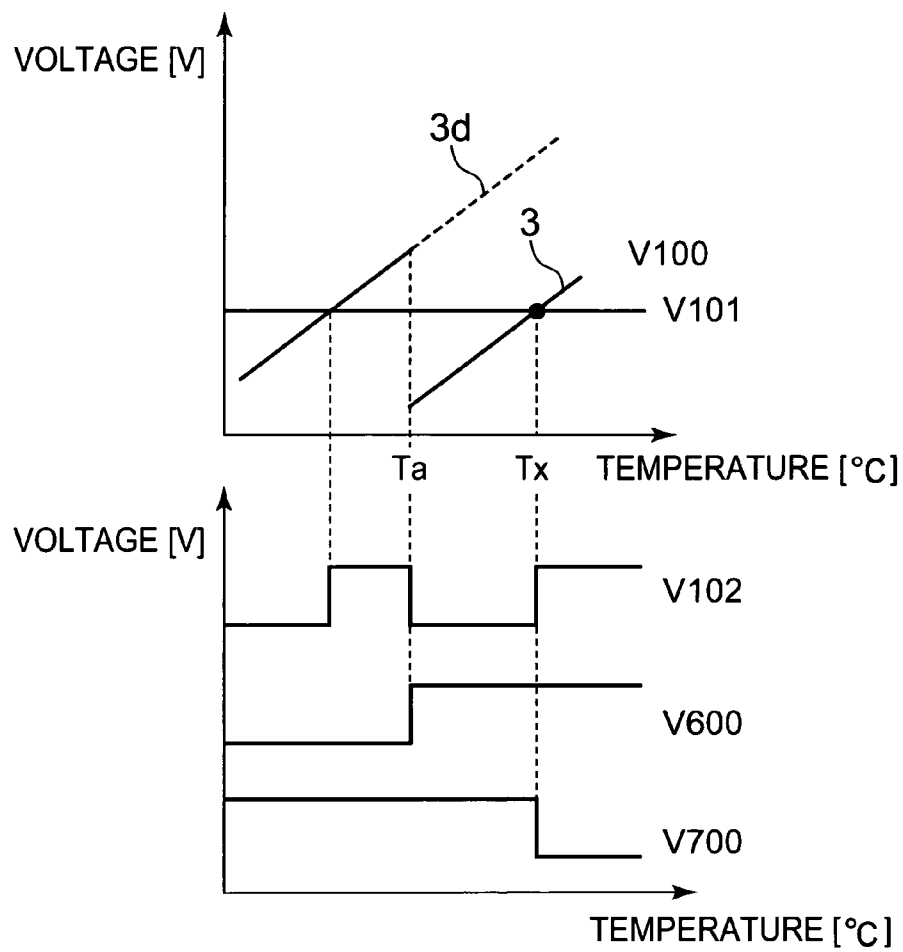 VOLTAGE [V]
3d
3
V100
V101
Ta
Tx
TEMPERATURE [°C]
VOLTAGE [V]
V102
V600
V700
TEMPERATURE [°C]